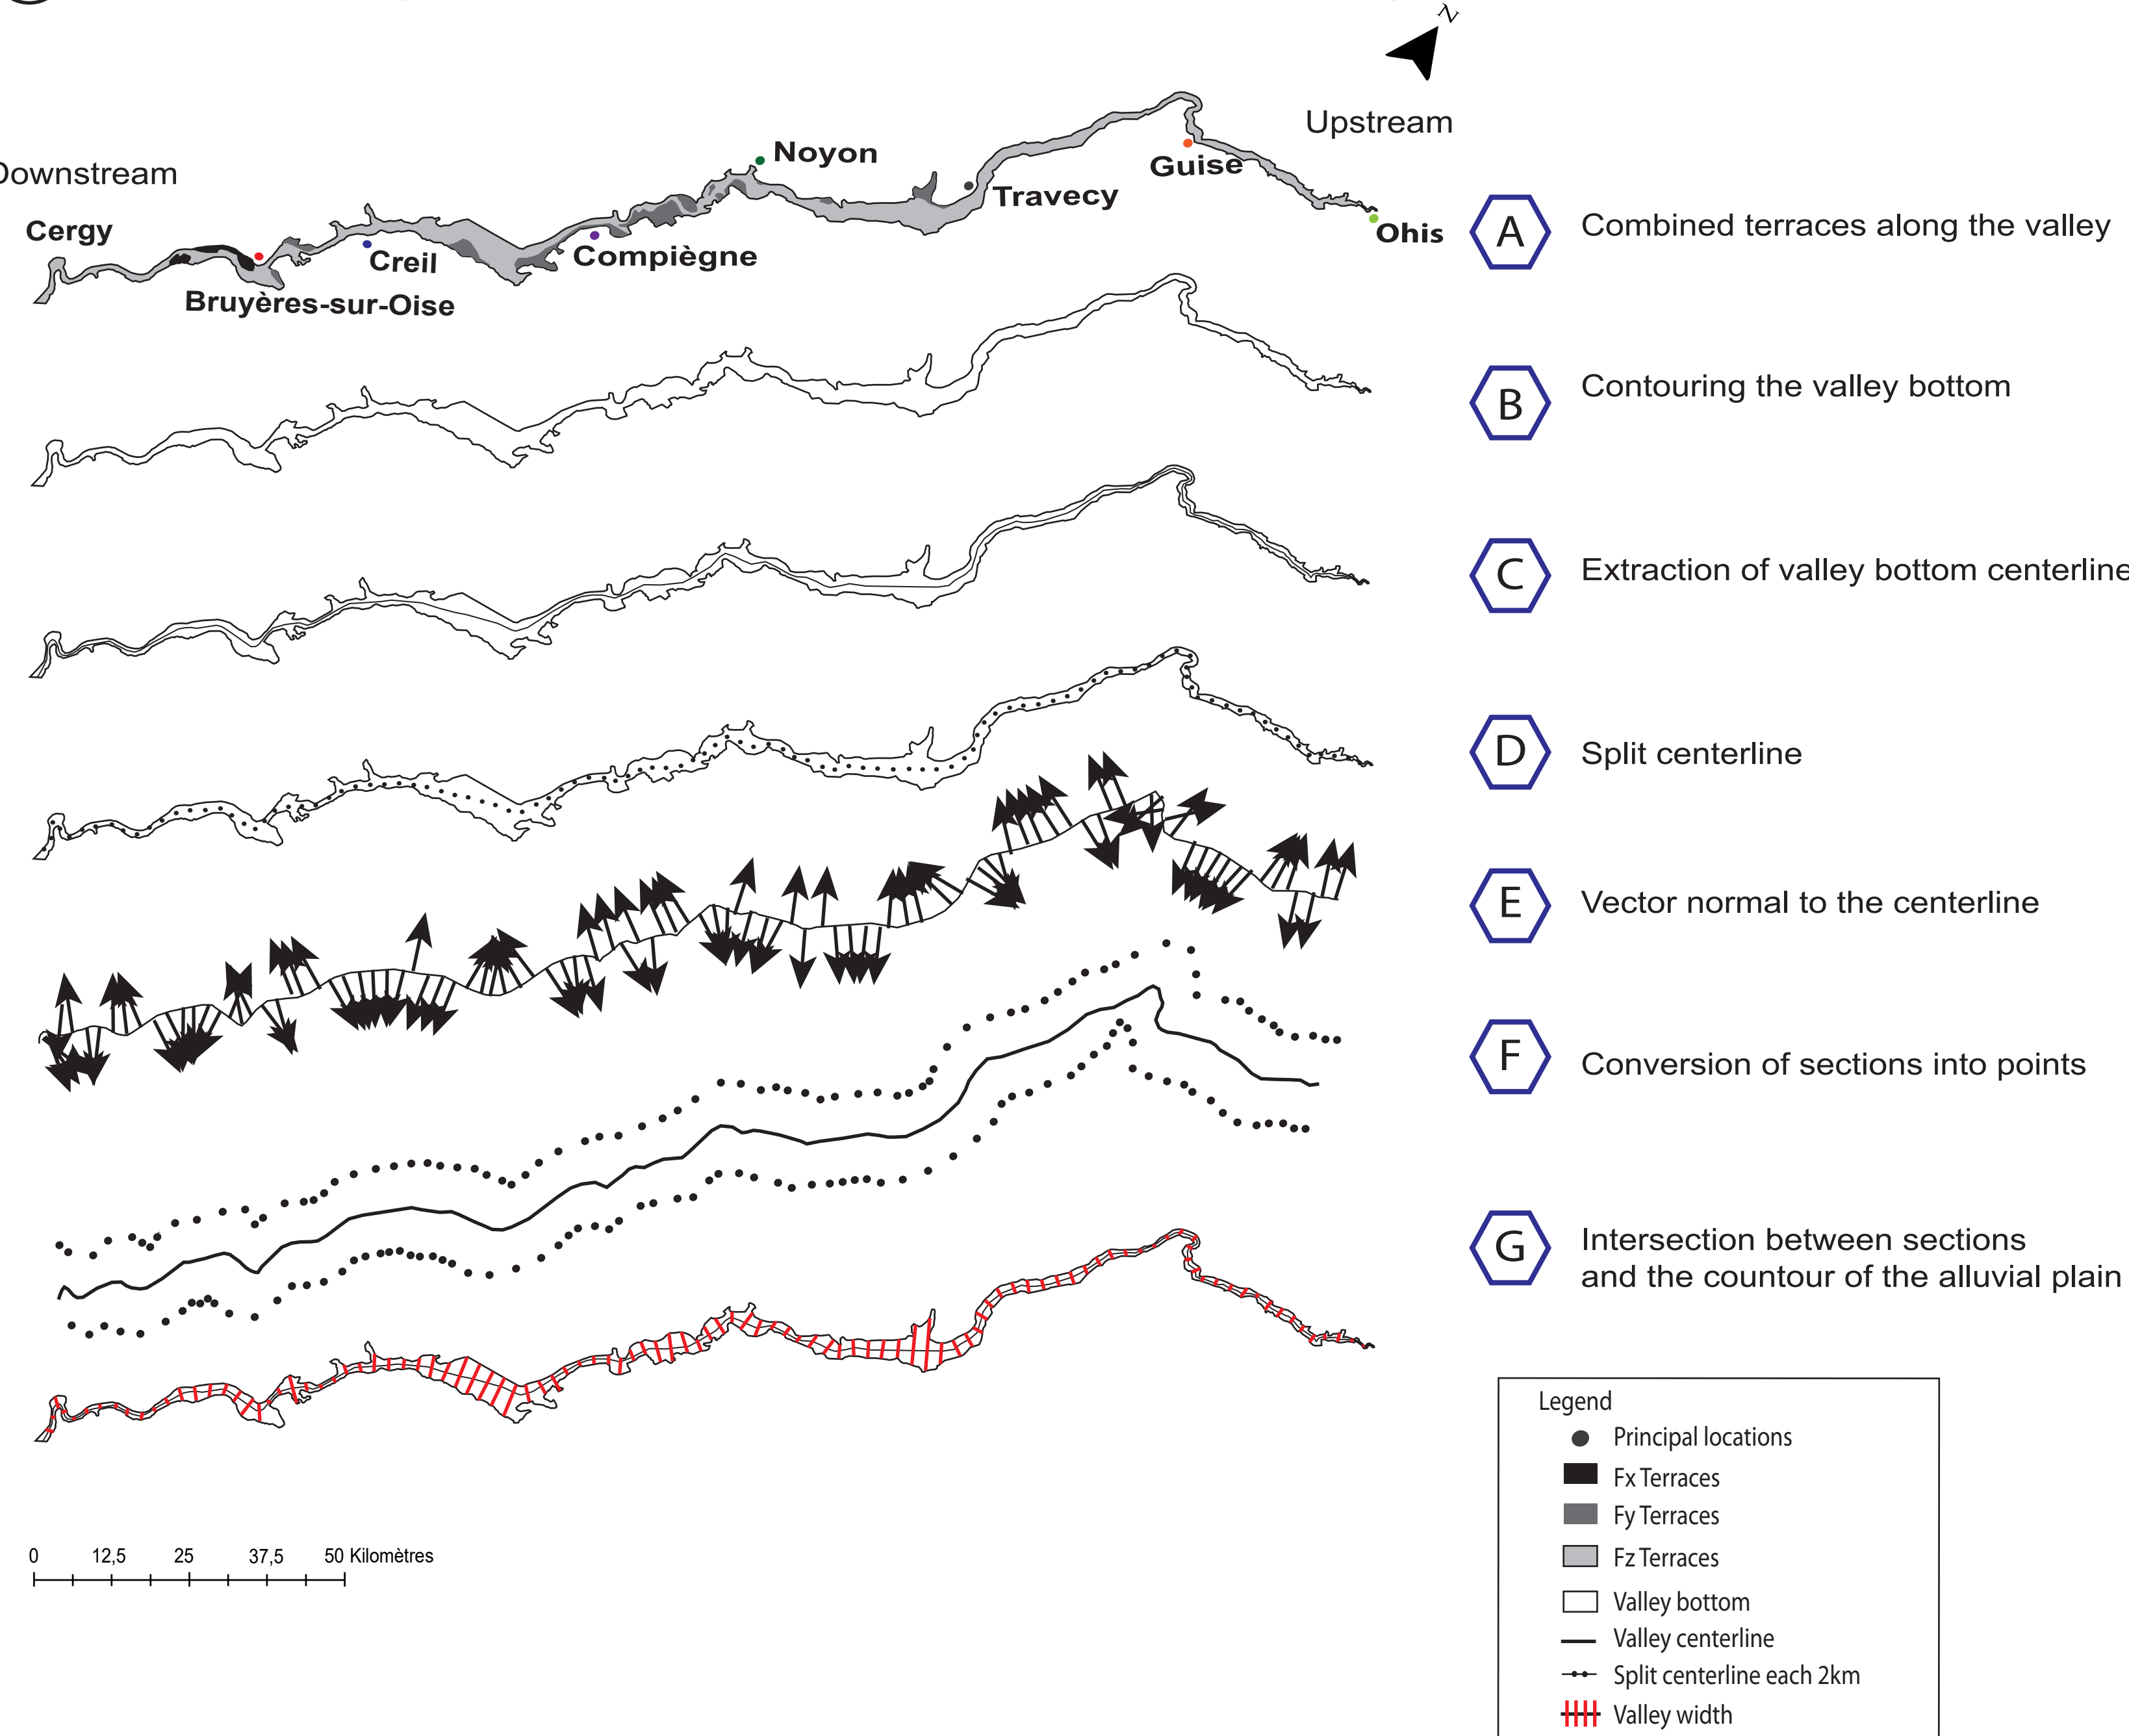 N
Upstream
Downstream
Noyon
Guise
Travecy
Cergy
Ohis
Creil
Compiègne
Bruyères-sur-Oise
A Combined terraces along the valley
B Contouring the valley bottom
C Extraction of valley bottom centerline
D Split centerline
E Vector normal to the centerline
F Conversion of sections into points
G Intersection between sections
and the countour of the alluvial plain
Legend
Principal locations
Fx Terraces
Fy Terraces
Fz Terraces
Valley bottom
Valley centerline
Split centerline each 2km
Valley width
0 12,5 25 37,5 50 Kilomètres